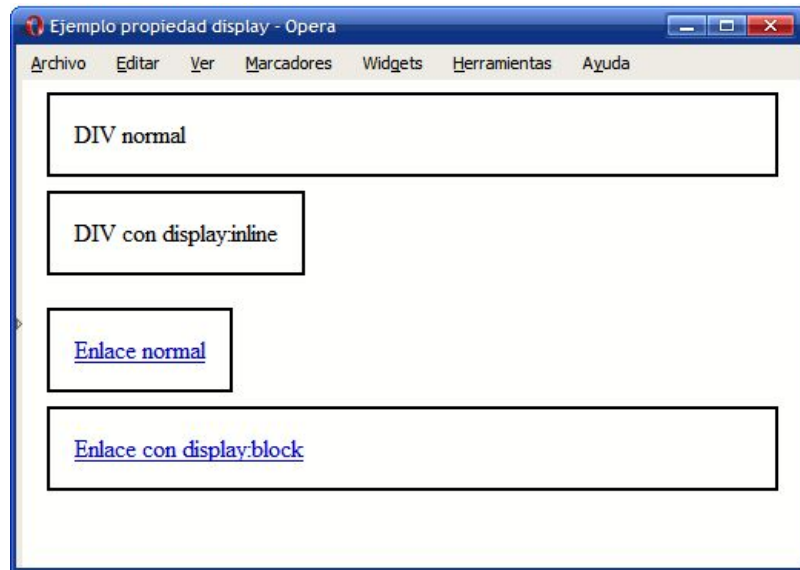 Ejemplo propiedad display - Opera
Archivo Editar Ver Marcadores Widgets Herramientas Ayuda
DIV normal
DIV con display:inline
Enlace normal
Enlace con display:block